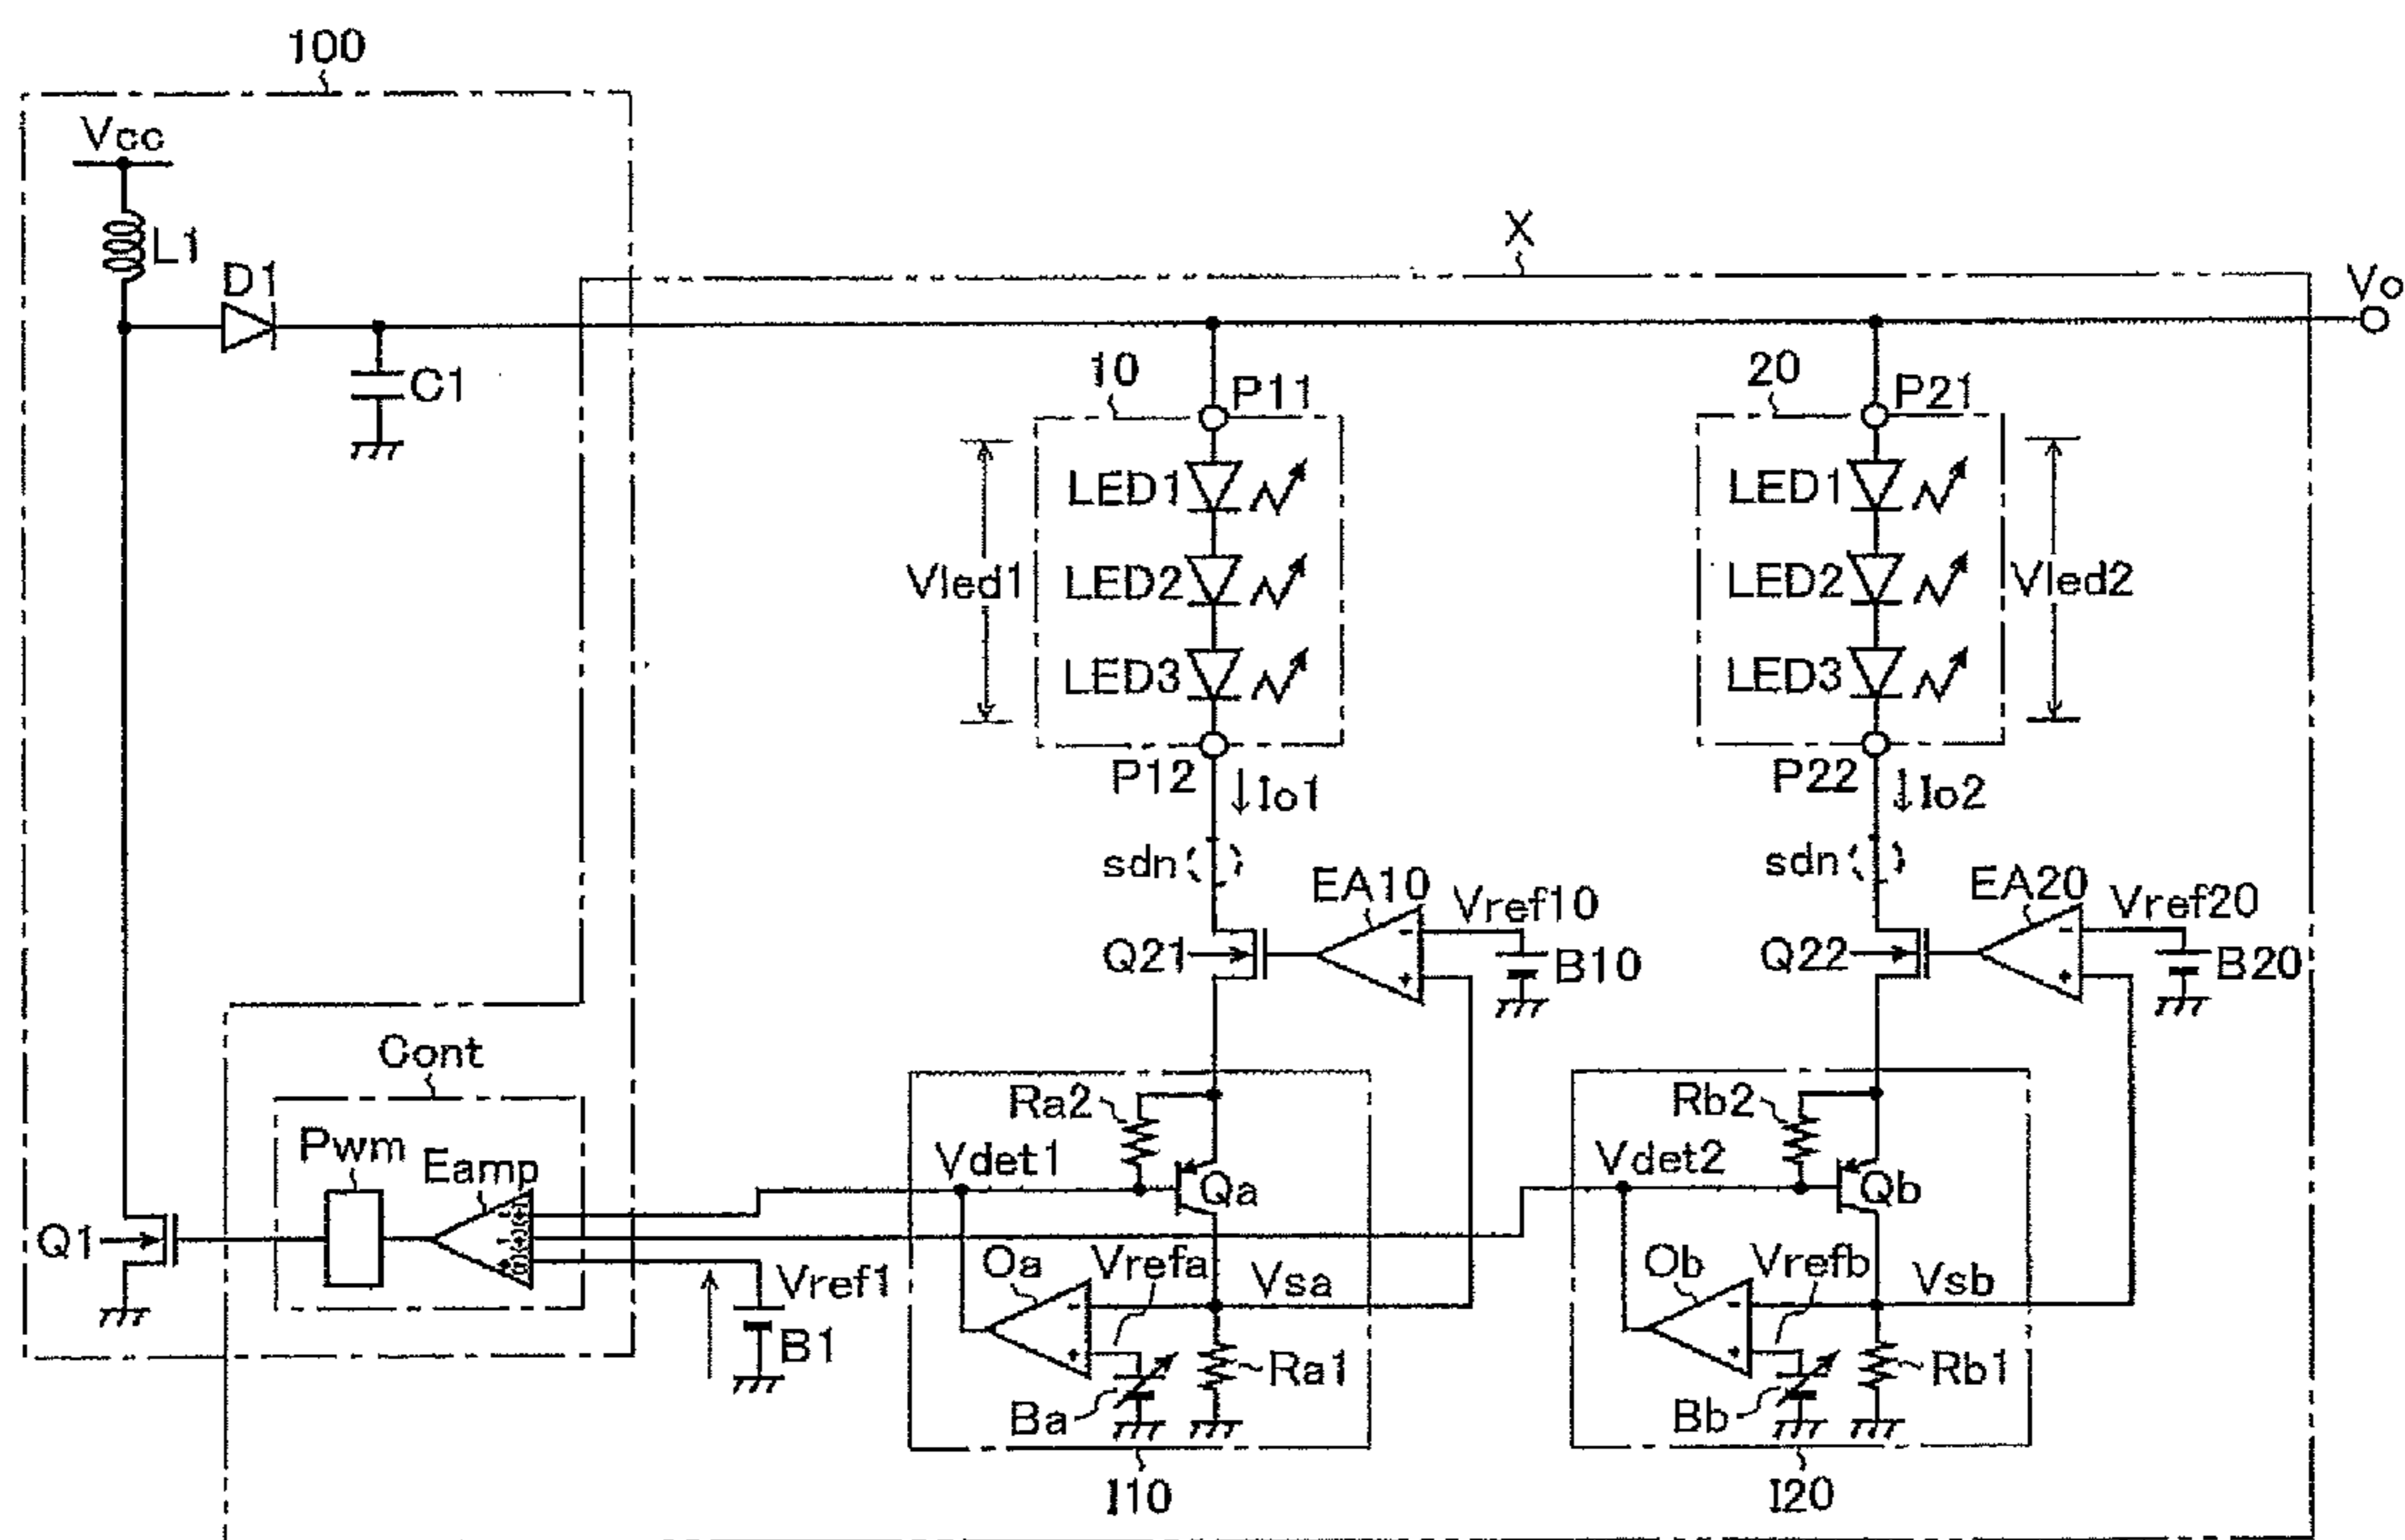 100
Vcc
L1
D1
C1
X
Vo
10
P11
LED1
LED2
LED3
Vled1
P12
Io1
sdn
EA10
Vref10
Q21
B10
20
P21
LED1
LED2
LED3
Vled2
P22
Io2
sdn
EA20
Vref20
Q22
B20
Cont
Pwm
Eamp
Q1
Vref1
B1
Ra2
Vdet1
Qa
Oa
Vrefa
Vsa
Ra1
Ba
I10
Rb2
Vdet2
Qb
Ob
Vrefb
Vsb
Rb1
Bb
I20